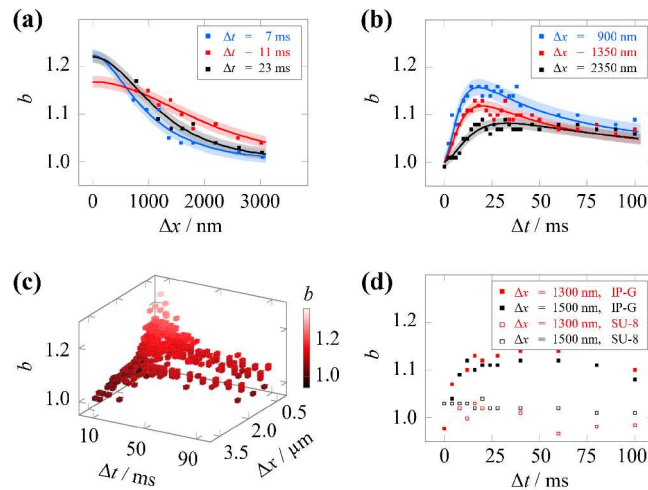 (a)
Δt = 7 ms
Δt − 11 ms
Δt = 23 ms
1.2
1.1
1.0
b
0 1000 2000 3000
Δx / nm
(b)
Δx = 900 nm
Δx − 1350 nm
Δx = 2350 nm
1.2
1.1
1.0
b
0 25 50 75 100
Δt / ms
(c)
b
1.2
1.0
1.3
1.2
1.1
1.0
b
10 50 90
Δt / ms
3.5 2.0 0.5
Δx / μm
(d)
Δx = 1300 nm, IP-G
Δx = 1500 nm, IP-G
Δx = 1300 nm, SU-8
Δx = 1500 nm, SU-8
1.2
1.1
1.0
b
0 25 50 75 100
Δt / ms